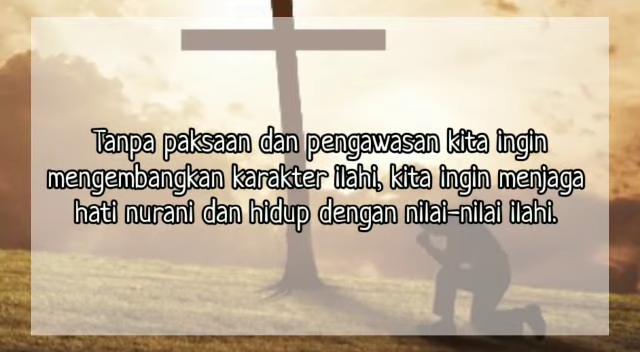 Tanpa paksaan dan pengawasan kita ingin
mengembangkan karakter ilahi, kita ingin menjaga
hati nurani dan hidup dengan nilai-nilai ilahi.